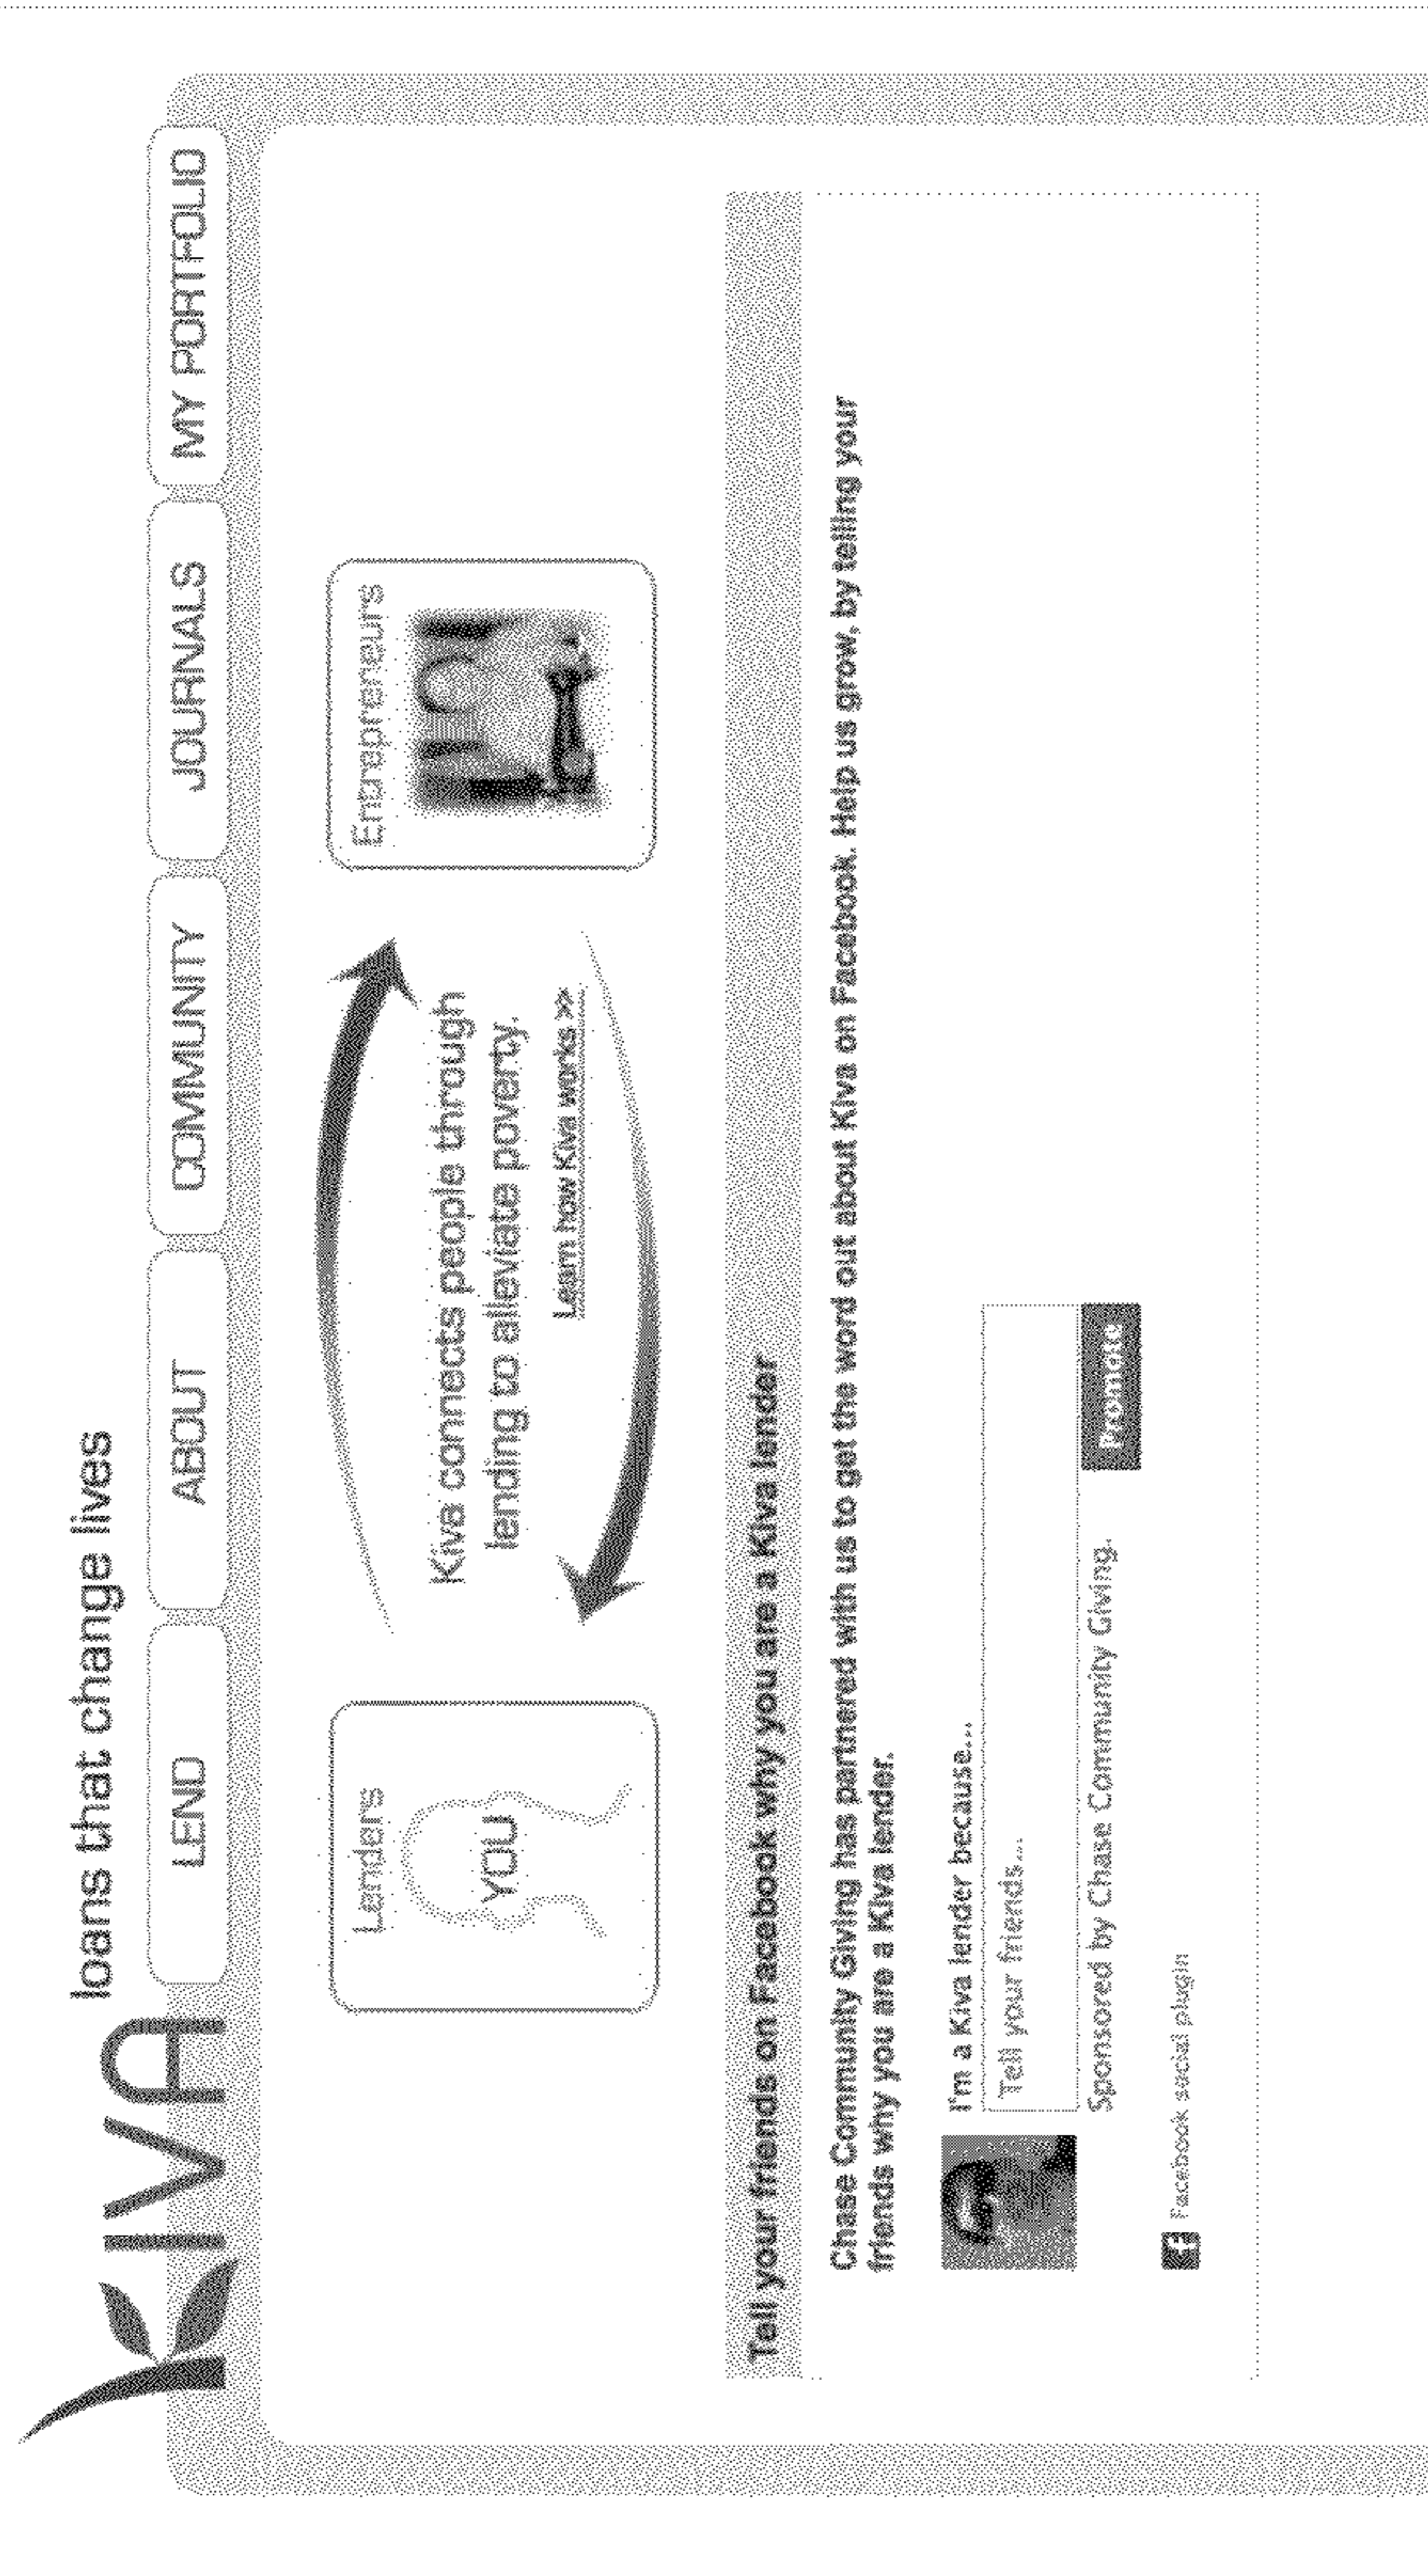 KIVA
loans that change lives
LEND
ABOUT
COMMUNITY
JOURNALS
MY PORTFOLIO
Lenders
YOU
Kiva connects people through
lending to alleviate poverty.
Learn how Kiva works >>
Entrepreneurs
Tell your friends on Facebook why you are a Kiva lender
Chase Community Giving has partnered with us to get the word out about Kiva on Facebook. Help us grow, by telling your
friends why you are a Kiva lender.
I'm a Kiva lender because...
Tell your friends...
Sponsored by Chase Community Giving.
Promote
f Facebook social plugin